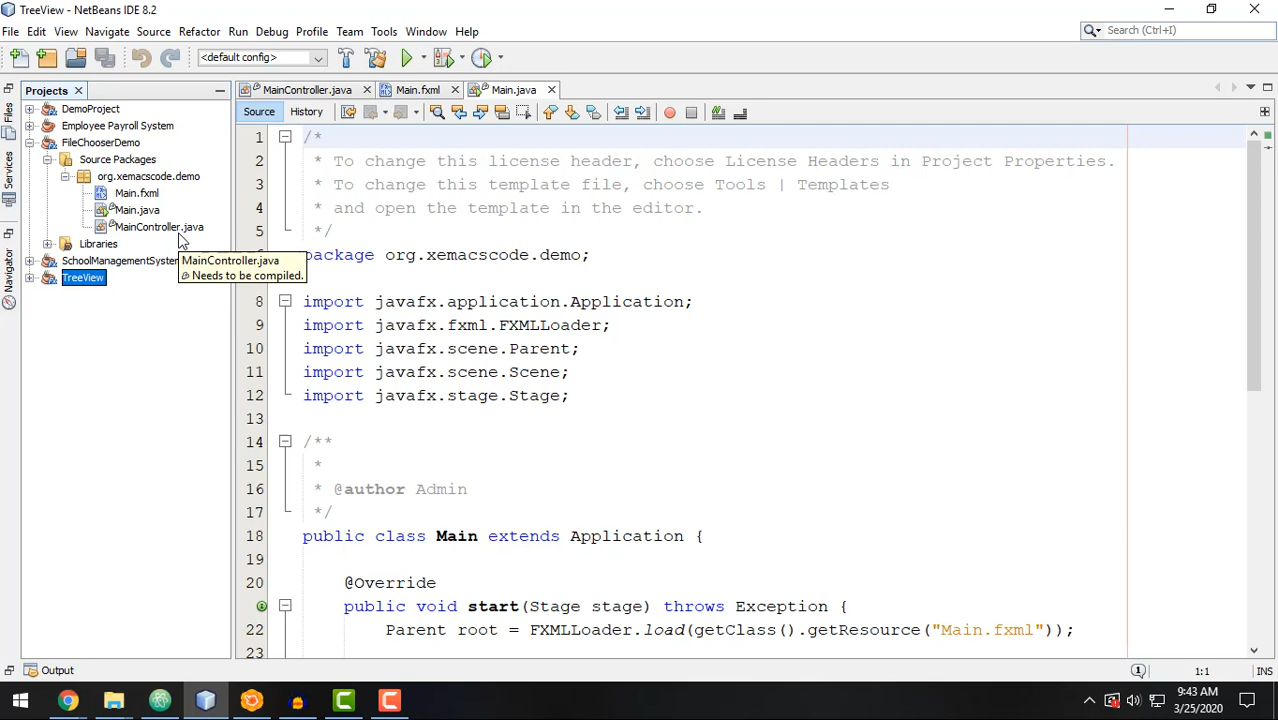 TreeView - NetBeans IDE 8.2
File Edit View Navigate Source Refactor Run Debug Profile Team Tools Window Help
Search (Ctrl+I)
<default config>
Projects
MainController.java
Main.fxml
Main.java
Source
History
Files
Services
Navigator
DemoProject
Employee Payroll System
FileChooserDemo
Source Packages
org.xemacscode.demo
Main.fxml
Main.java
MainController.java
Libraries
SchoolManagementSystem
TreeView
MainController.java
Needs to be compiled.
1 /*
2 * To change this license header, choose License Headers in Project Properties.
3 * To change this template file, choose Tools | Templates
4 * and open the template in the editor.
5 */
package org.xemacscode.demo;
8 import javafx.application.Application;
9 import javafx.fxml.FXMLLoader;
10 import javafx.scene.Parent;
11 import javafx.scene.Scene;
12 import javafx.stage.Stage;
13
14 /**
15 *
16 * @author Admin
17 */
18 public class Main extends Application {
19
20 @Override
public void start(Stage stage) throws Exception {
22 Parent root = FXMLLoader.load(getClass().getResource("Main.fxml"));
23
Output
1
1:1
INS
9:43 AM
3/25/2020